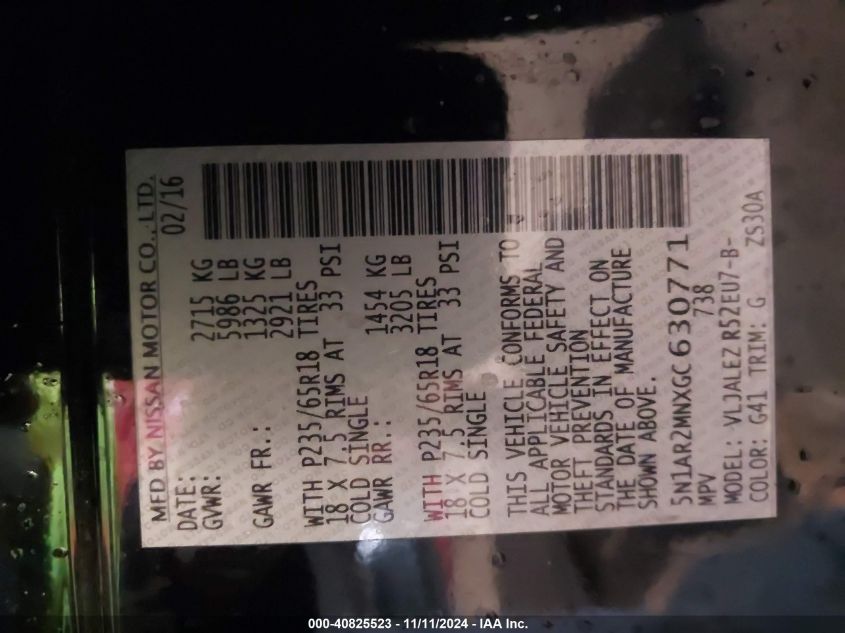 MFD BY NISSAN MOTOR CO., LTD.
DATE: 02/16
GVWR: 2715 KG
5986 LB
GAWR FR.: 1325 KG
2921 LB
WITH P235/65R18 TIRES
18 X 7.5 RIMS AT 33 PSI
COLD SINGLE
GAWR RR.: 1454 KG
3205 LB
WITH P235/65R18 TIRES
18 X 7.5 RIMS AT 33 PSI
COLD SINGLE
THIS VEHICLE CONFORMS TO
ALL APPLICABLE FEDERAL
MOTOR VEHICLE SAFETY AND
THEFT PREVENTION
STANDARDS IN EFFECT ON
THE DATE OF MANUFACTURE
SHOWN ABOVE.
5N1AR2MNXGC630771
MPV 738
MODEL: VLJALEZ R52EU7-B-
COLOR: G41 TRIM: G ZS30A
000-40825523 - 11/11/2024 - IAA Inc.